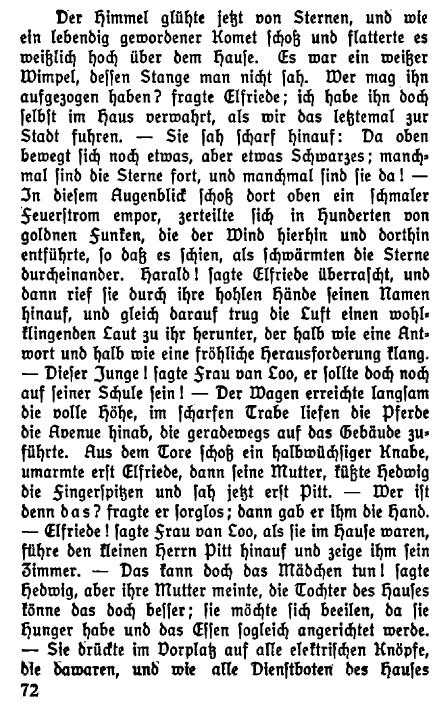 Der Himmel glühte jetzt von Sternen, und wie
ein lebendig gewordener Komet schoß und flatterte es
weißlich hoch über dem Hause. Es war ein weißer
Wimpel, dessen Stange man nicht sah. Wer mag ihn
aufgezogen haben? fragte Elfriede; ich habe ihn doch
selbst im Haus verwahrt, als wir das letztemal zur
Stadt fuhren. — Sie sah scharf hinauf: Da oben
bewegt sich noch etwas, aber etwas Schwarzes; manch-
mal sind die Sterne fort, und manchmal sind sie da! —
In diesem Augenblick schoß dort oben ein schmaler
Feuerstrom empor, zerteilte sich in Hunderten von
goldnen Funken, die der Wind hierhin und dorthin
entführte, so daß es schien, als schwärmten die Sterne
durcheinander. Harald! sagte Elfriede überrascht, und
dann rief sie durch ihre hohlen Hände seinen Namen
hinauf, und gleich darauf trug die Luft einen wohl-
klingenden Laut zu ihr herunter, der halb wie eine Ant-
wort und halb wie eine fröhliche Herausforderung klang.
— Dieser Junge! sagte Frau van Loo, er sollte doch noch
auf seiner Schule sein! — Der Wagen erreichte langsam
die volle Höhe, im scharfen Trabe liefen die Pferde
die Avenue hinab, die geradewegs auf das Gebäude zu-
führte. Aus dem Tore schoß ein halbwüchsiger Knabe,
umarmte erst Elfriede, dann seine Mutter, küßte Hedwig
die Fingerspitzen und sah jetzt erst Pitt. — Wer ist
denn das? fragte er sorglos; dann gab er ihm die Hand.
— Elfriede! sagte Frau van Loo, als sie im Hause waren,
führe den kleinen Herrn Pitt hinauf und zeige ihm sein
Zimmer. — Das kann doch das Mädchen tun! sagte
Hedwig, aber ihre Mutter meinte, die Tochter des Hauses
könne das doch besser; sie möchte sich beeilen, da sie
Hunger habe und das Essen sogleich angerichtet werde.
— Sie drückte im Vorplatz auf alle elektrischen Knöpfe,
die dawaren, und wie alle Dienstboten des Hauses
72